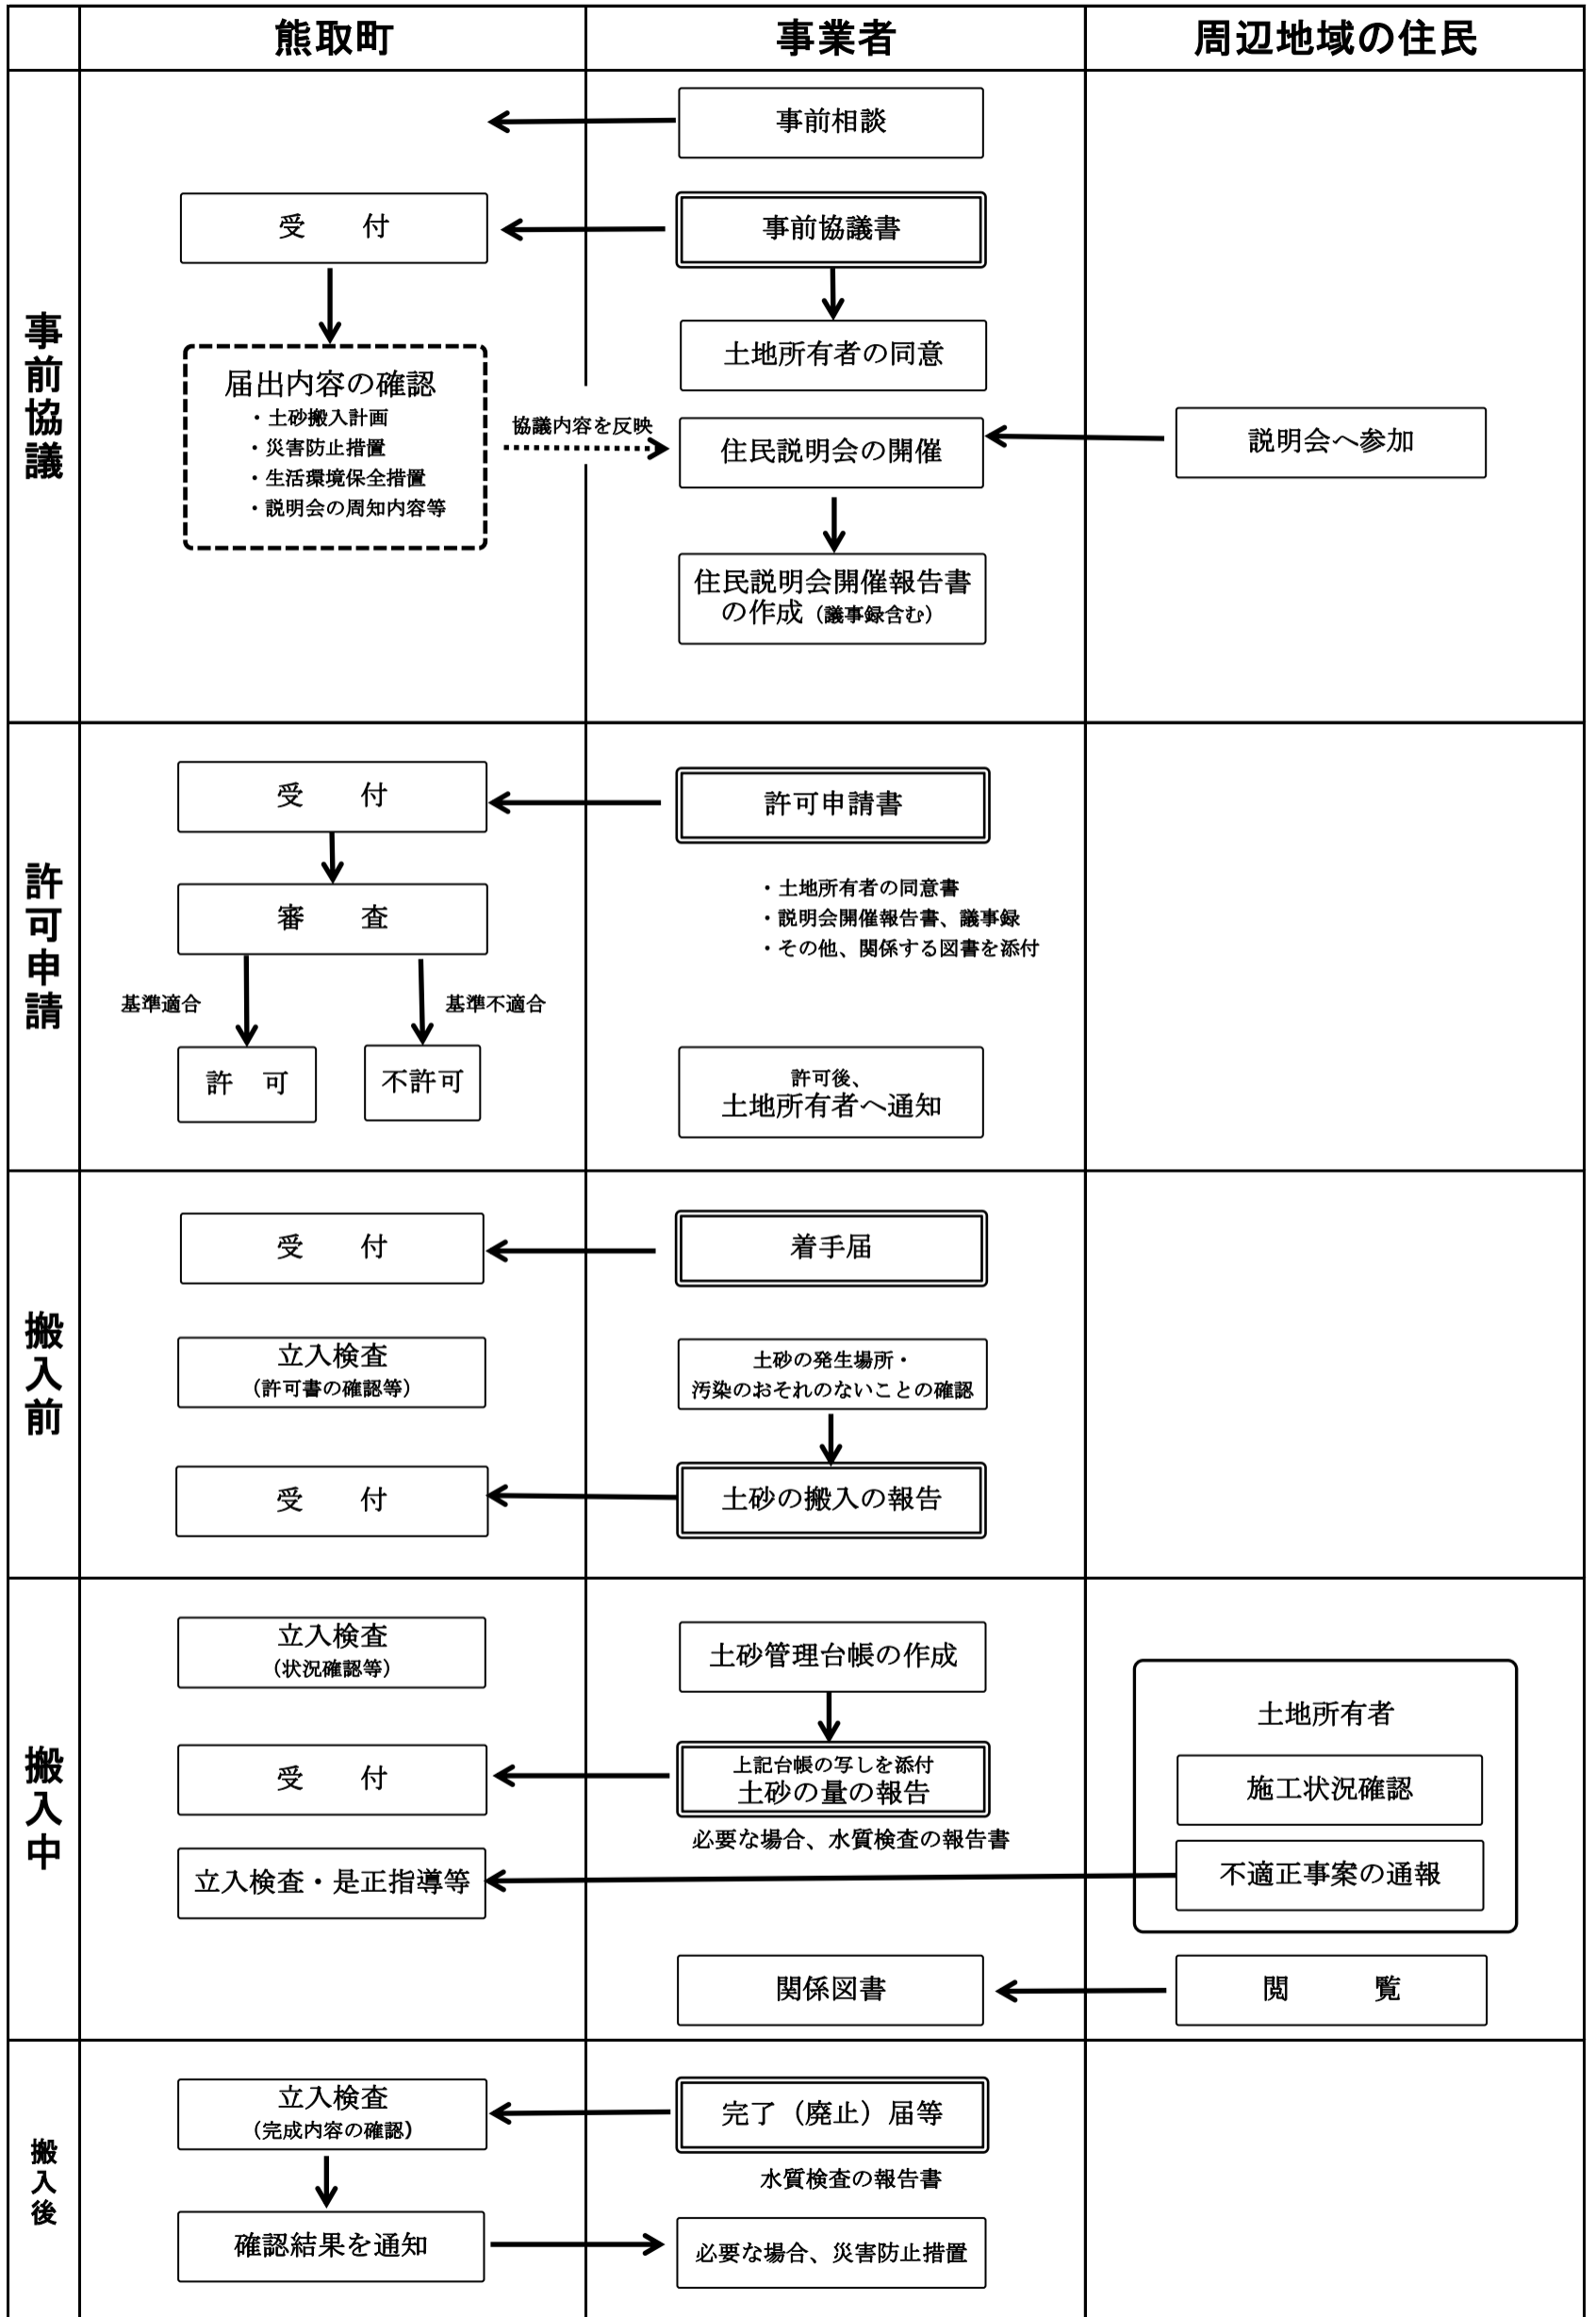 熊取町
事業者
周辺地域の住民
事前協議
事前相談
受　　付
事前協議書
土地所有者の同意
届出内容の確認
・土砂搬入計画
・災害防止措置
・生活環境保全措置
・説明会の周知内容等
協議内容を反映
住民説明会の開催
説明会へ参加
住民説明会開催報告書
の作成（議事録含む）
許可申請
受　　付
許可申請書
審　　査
・土地所有者の同意書
・説明会開催報告書、議事録
・その他、関係する図書を添付
基準適合
基準不適合
許　可
不許可
許可後、
土地所有者へ通知
搬入前
受　　付
着手届
立入検査
（許可書の確認等）
土砂の発生場所・
汚染のおそれのないことの確認
受　　付
土砂の搬入の報告
搬入中
立入検査
（状況確認等）
土砂管理台帳の作成
土地所有者
受　　付
上記台帳の写しを添付
土砂の量の報告
必要な場合、水質検査の報告書
施工状況確認
立入検査・是正指導等
不適正事案の通報
関係図書
閲　　　覧
搬入後
立入検査
（完成内容の確認）
完了（廃止）届等
水質検査の報告書
確認結果を通知
必要な場合、災害防止措置